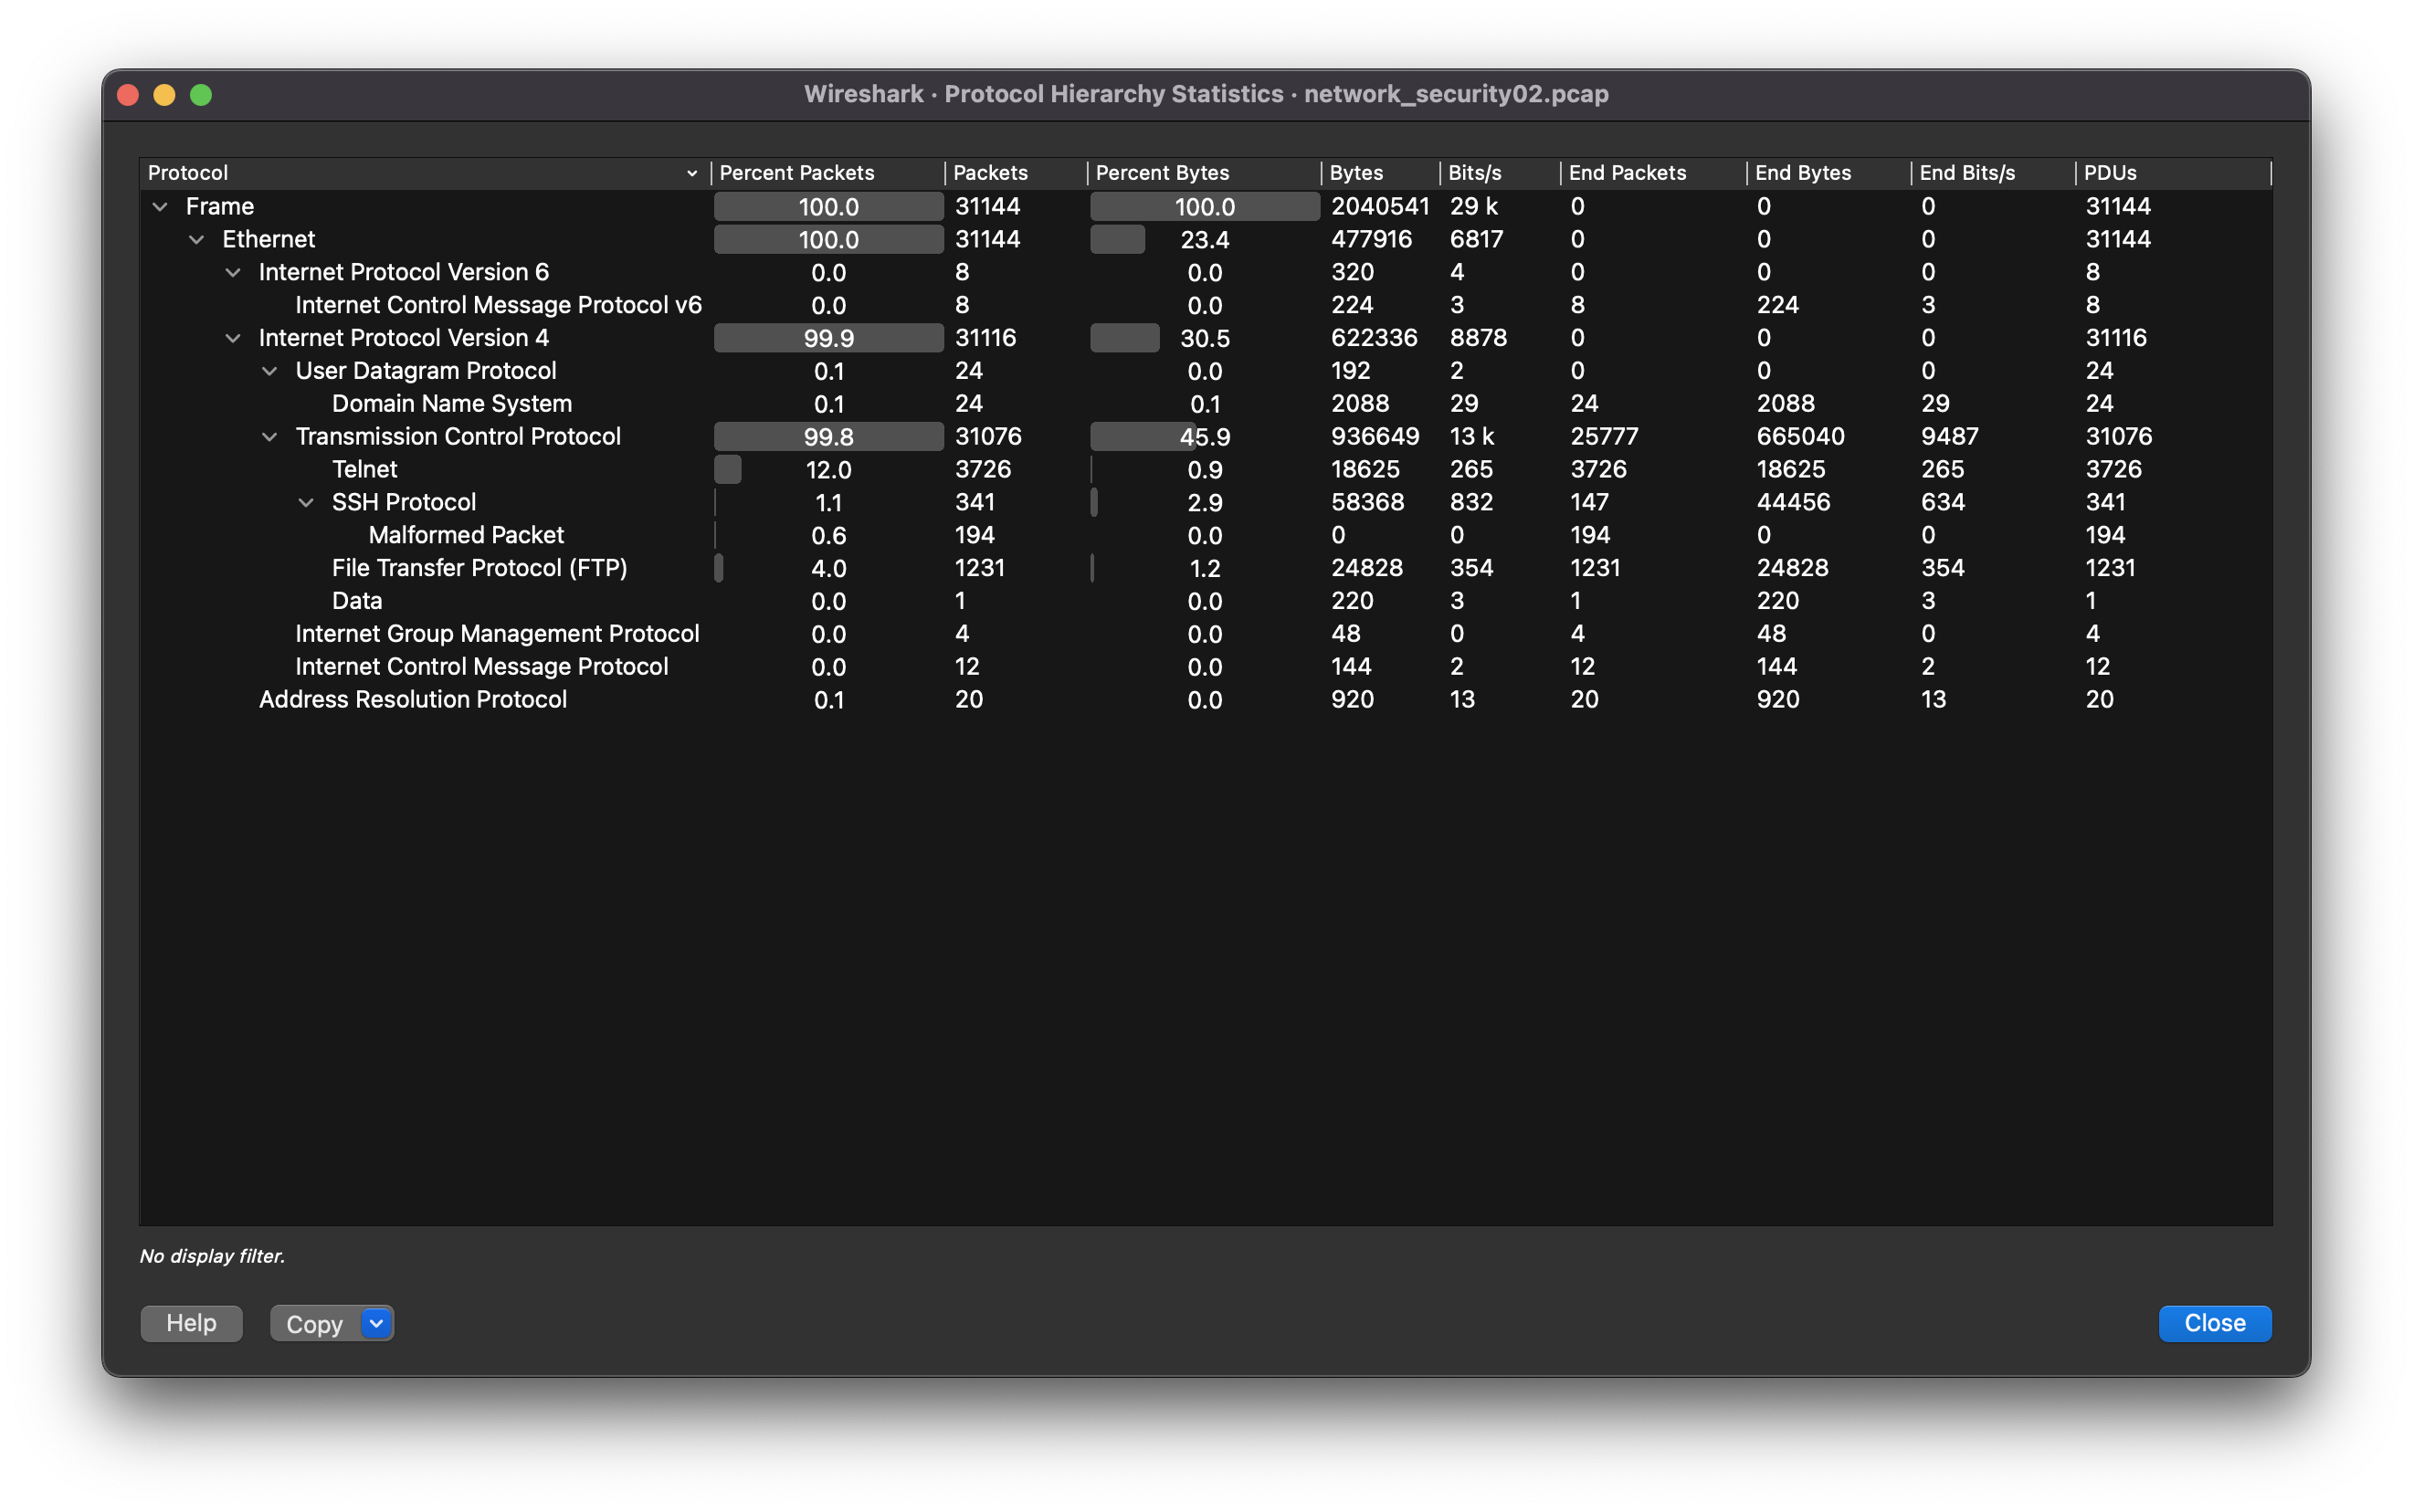 Wireshark · Protocol Hierarchy Statistics · network_security02.pcap
Protocol Percent Packets Packets Percent Bytes Bytes Bits/s End Packets End Bytes End Bits/s PDUs
Frame 100.0 31144 100.0 2040541 29 k 0 0 0 31144
Ethernet 100.0 31144 23.4 477916 6817 0 0 0 31144
Internet Protocol Version 6 0.0 8 0.0 320 4 0 0 0 8
Internet Control Message Protocol v6 0.0 8 0.0 224 3 8 224 3 8
Internet Protocol Version 4 99.9 31116 30.5 622336 8878 0 0 0 31116
User Datagram Protocol 0.1 24 0.0 192 2 0 0 0 24
Domain Name System 0.1 24 0.1 2088 29 24 2088 29 24
Transmission Control Protocol 99.8 31076 45.9 936649 13 k 25777 665040 9487 31076
Telnet 12.0 3726 0.9 18625 265 3726 18625 265 3726
SSH Protocol 1.1 341 2.9 58368 832 147 44456 634 341
Malformed Packet 0.6 194 0.0 0 0 194 0 0 194
File Transfer Protocol (FTP) 4.0 1231 1.2 24828 354 1231 24828 354 1231
Data 0.0 1 0.0 220 3 1 220 3 1
Internet Group Management Protocol 0.0 4 0.0 48 0 4 48 0 4
Internet Control Message Protocol 0.0 12 0.0 144 2 12 144 2 12
Address Resolution Protocol 0.1 20 0.0 920 13 20 920 13 20
No display filter.
Help Copy Close